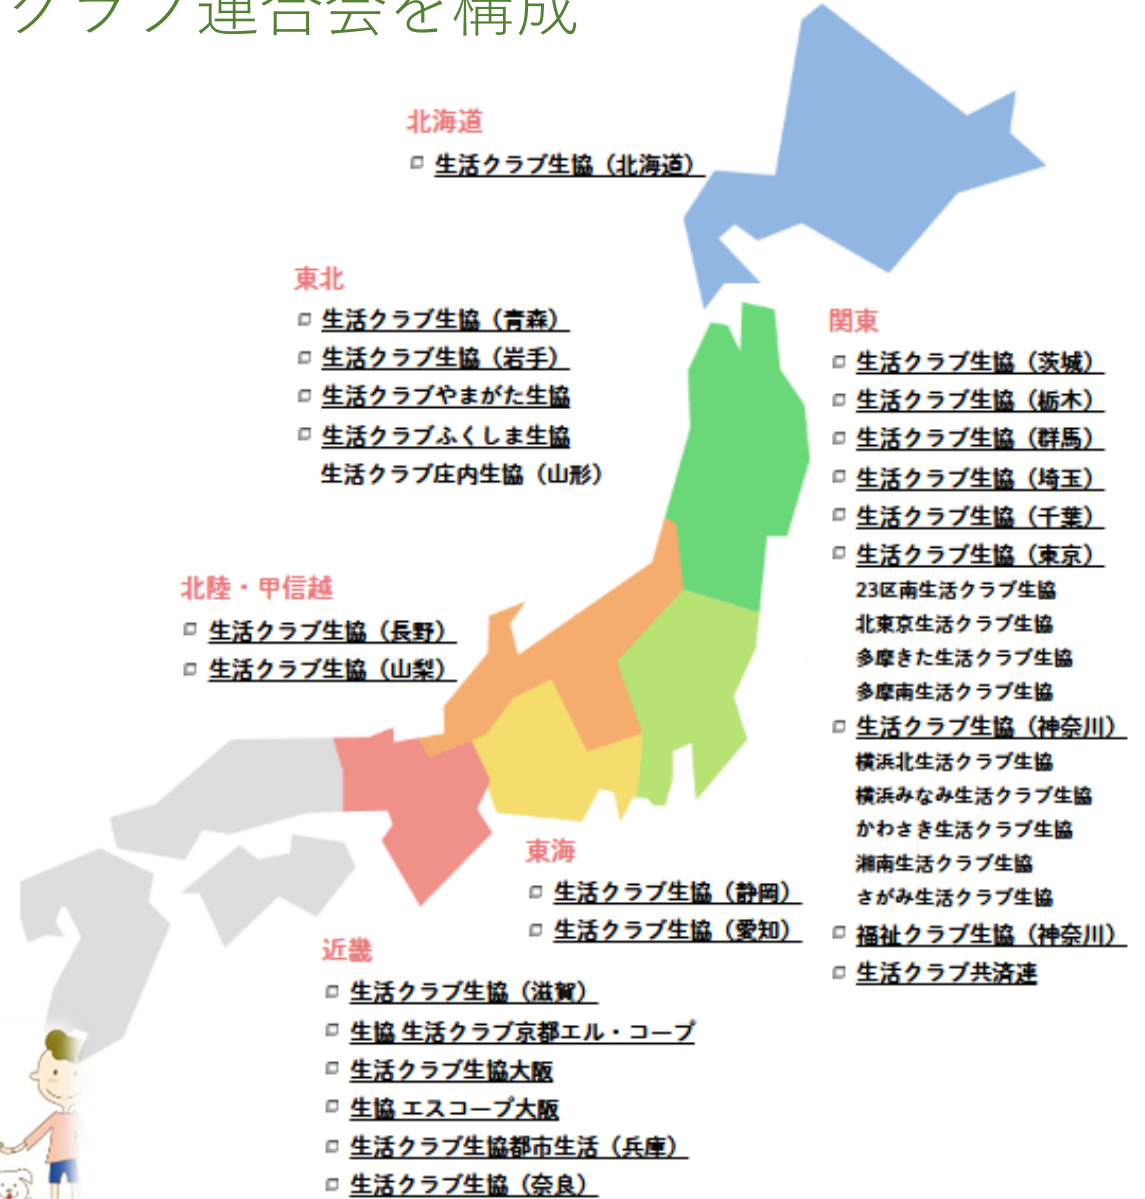 クラブ連合会を構成
北海道
生活クラブ生協（北海道）
東北
生活クラブ生協（青森）
生活クラブ生協（岩手）
生活クラブやまがた生協
生活クラブふくしま生協
生活クラブ庄内生協（山形）
関東
生活クラブ生協（茨城）
生活クラブ生協（栃木）
生活クラブ生協（群馬）
生活クラブ生協（埼玉）
生活クラブ生協（千葉）
生活クラブ生協（東京）
23区南生活クラブ生協
北東京生活クラブ生協
多摩きた生活クラブ生協
多摩南生活クラブ生協
生活クラブ生協（神奈川）
横浜北生活クラブ生協
横浜みなみ生活クラブ生協
かわさき生活クラブ生協
湘南生活クラブ生協
さがみ生活クラブ生協
福祉クラブ生協（神奈川）
生活クラブ共済連
北陸・甲信越
生活クラブ生協（長野）
生活クラブ生協（山梨）
東海
生活クラブ生協（静岡）
生活クラブ生協（愛知）
近畿
生活クラブ生協（滋賀）
生協 生活クラブ京都エル・コープ
生活クラブ生協大阪
生協 エスコープ大阪
生活クラブ生協都市生活（兵庫）
生活クラブ生協（奈良）